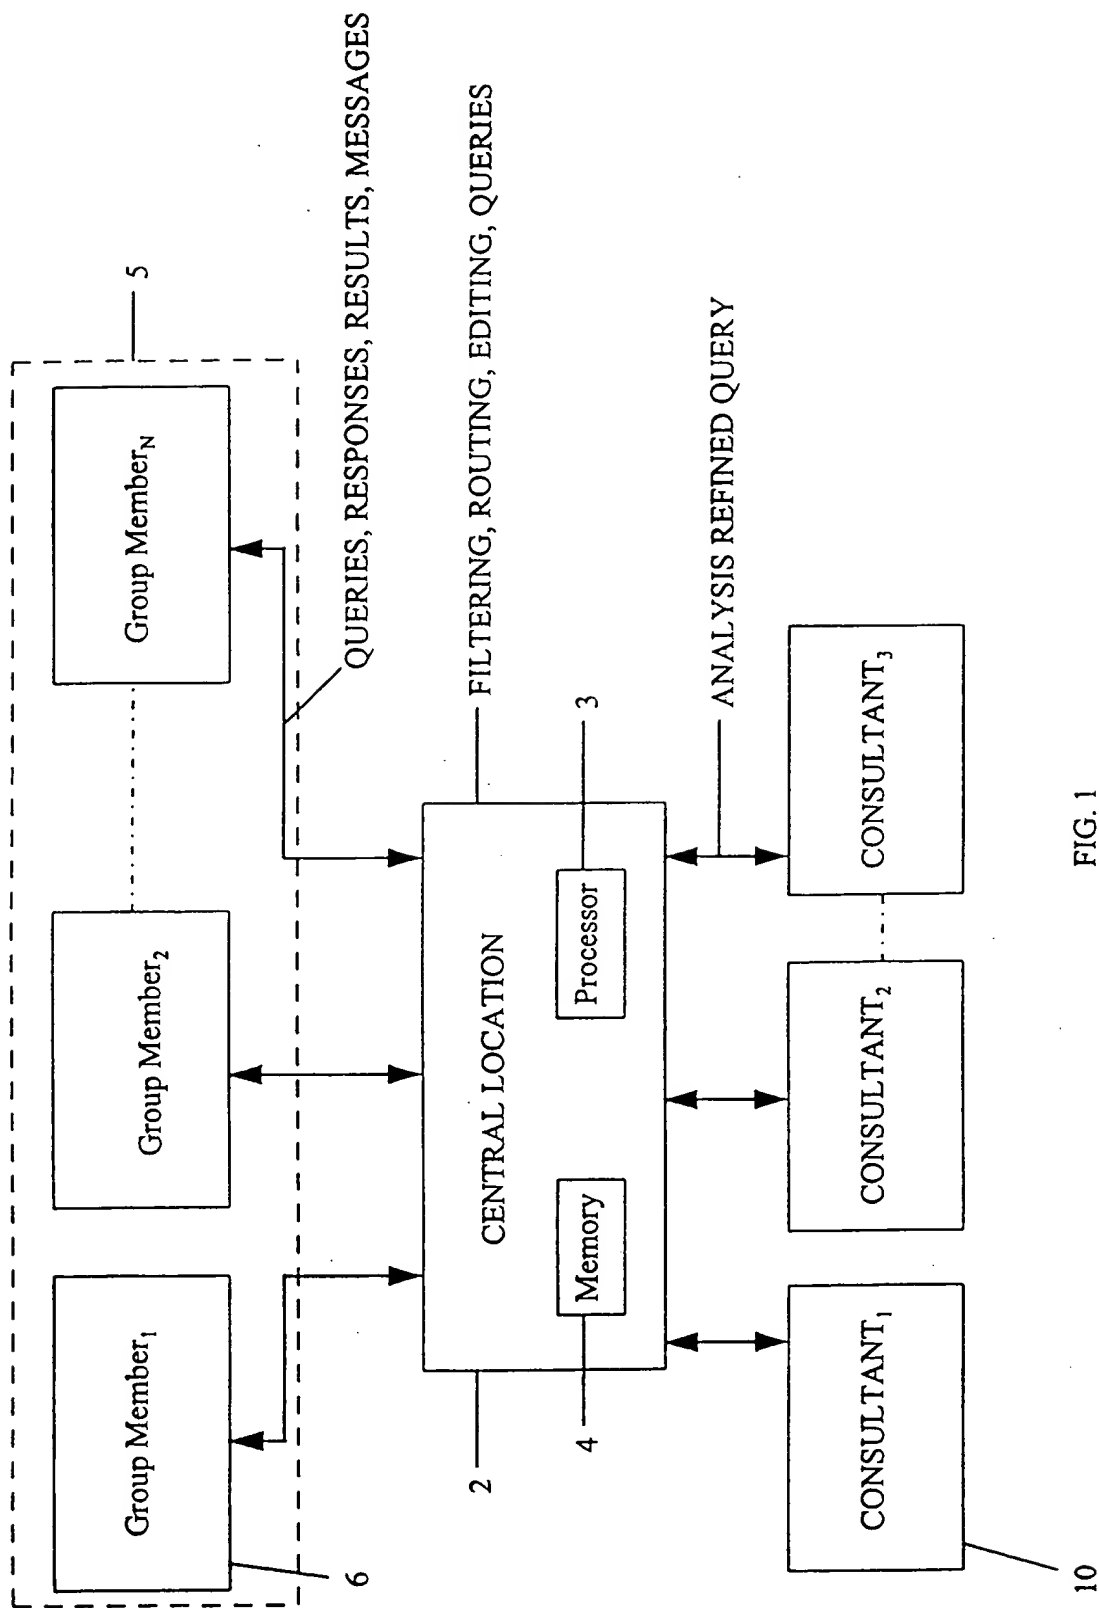 5
Group Member1
Group Member2
Group MemberN
6
QUERIES, RESPONSES, RESULTS, MESSAGES
2
FILTERING, ROUTING, EDITING, QUERIES
CENTRAL LOCATION
Memory
Processor
4
3
ANALYSIS REFINED QUERY
CONSULTANT1
CONSULTANT2
CONSULTANT3
10
FIG. 1